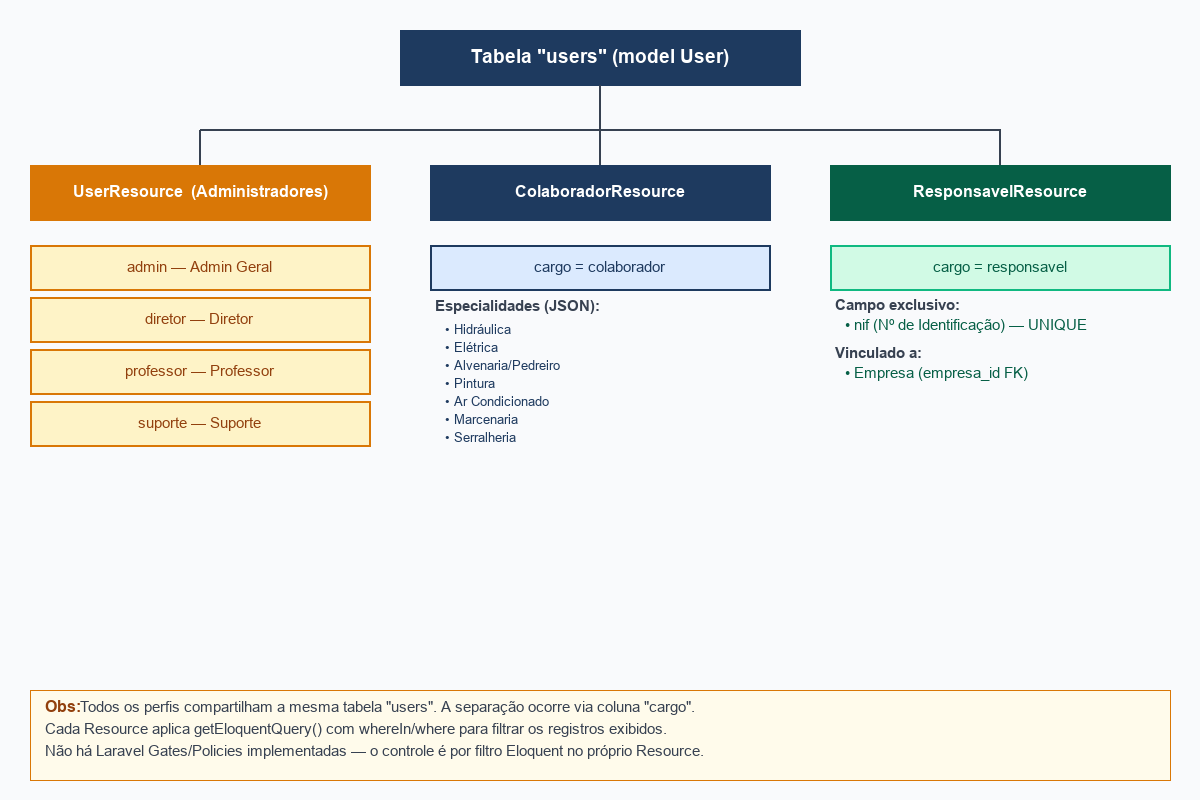 Tabela "users" (model User)
UserResource (Administradores)
admin — Admin Geral
diretor — Diretor
professor — Professor
suporte — Suporte
ColaboradorResource
cargo = colaborador
Especialidades (JSON):
• Hidráulica
• Elétrica
• Alvenaria/Pedreiro
• Pintura
• Ar Condicionado
• Marcenaria
• Serralheria
ResponsavelResource
cargo = responsavel
Campo exclusivo:
• nif (Nº de Identificação) — UNIQUE
Vinculado a:
• Empresa (empresa_id FK)
Obs:Todos os perfis compartilham a mesma tabela "users". A separação ocorre via coluna "cargo".
Cada Resource aplica getEloquentQuery() com whereIn/where para filtrar os registros exibidos.
Não há Laravel Gates/Policies implementadas — o controle é por filtro Eloquent no próprio Resource.